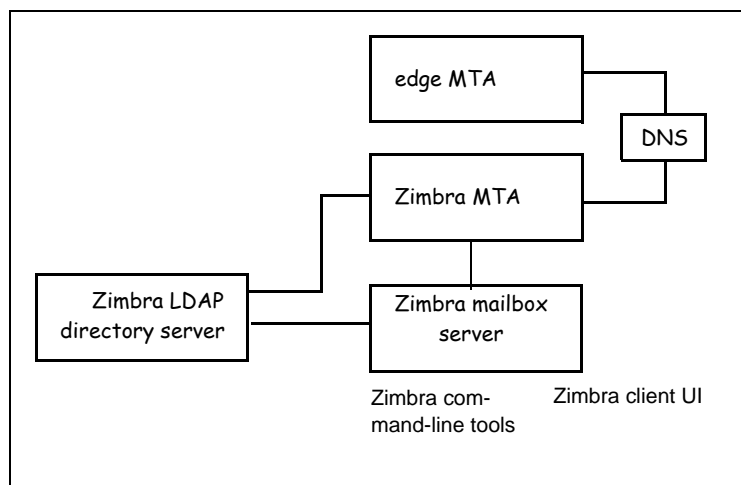 edge MTA
DNS
Zimbra MTA
Zimbra LDAP
directory server
Zimbra mailbox
server
Zimbra com-
mand-line tools
Zimbra client UI